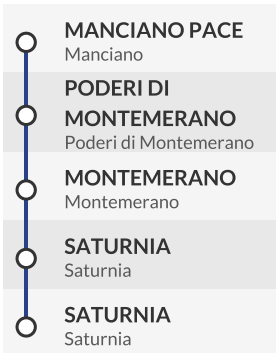 MANCIANO PACE
Manciano
PODERI DI
MONTEMERANO
Poderi di Montemerano
MONTEMERANO
Montemerano
SATURNIA
Saturnia
SATURNIA
Saturnia